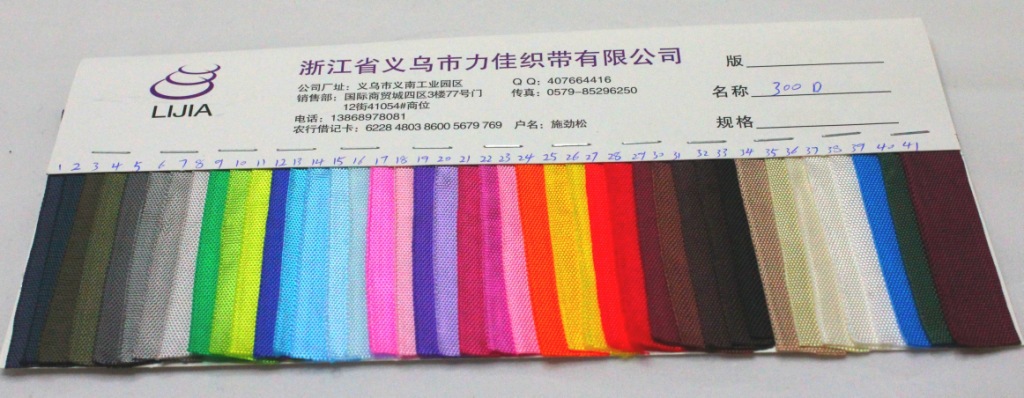 LIJIA
浙江省义乌市力佳织带有限公司
公司厂址：义乌市义南工业园区 QQ：407664416
销售部：国际商贸城四区3楼77号门 传真：0579-85296250
12街41054#商位
电话：13868978081
农行借记卡：6228 4803 8600 5679 769 户名：施劲松
版
名称 300 D
规格
1 2 3 4 5 6 7 8 9 10 11 12 13 14 15 16 17 18 19 20 21 22 23 24 25 26 27 28 29 30 31 32 33 34 35 36 37 38 39 40 41